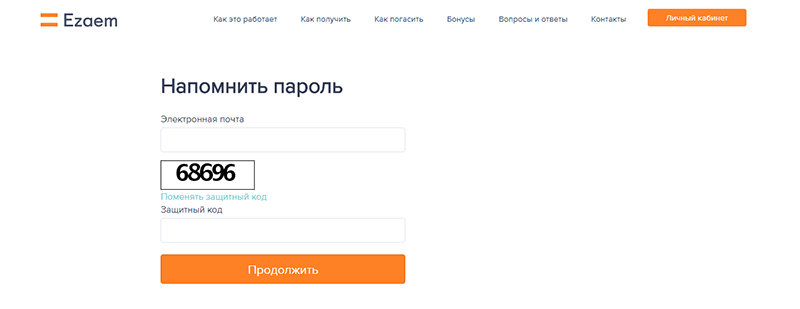 Ezaem Как это работает Как получить Как погасить Бонусы Вопросы и ответы Контакты Личный кабинет
Напомнить пароль
Электронная почта
68696
Поменять защитный код
Защитный код
Продолжить